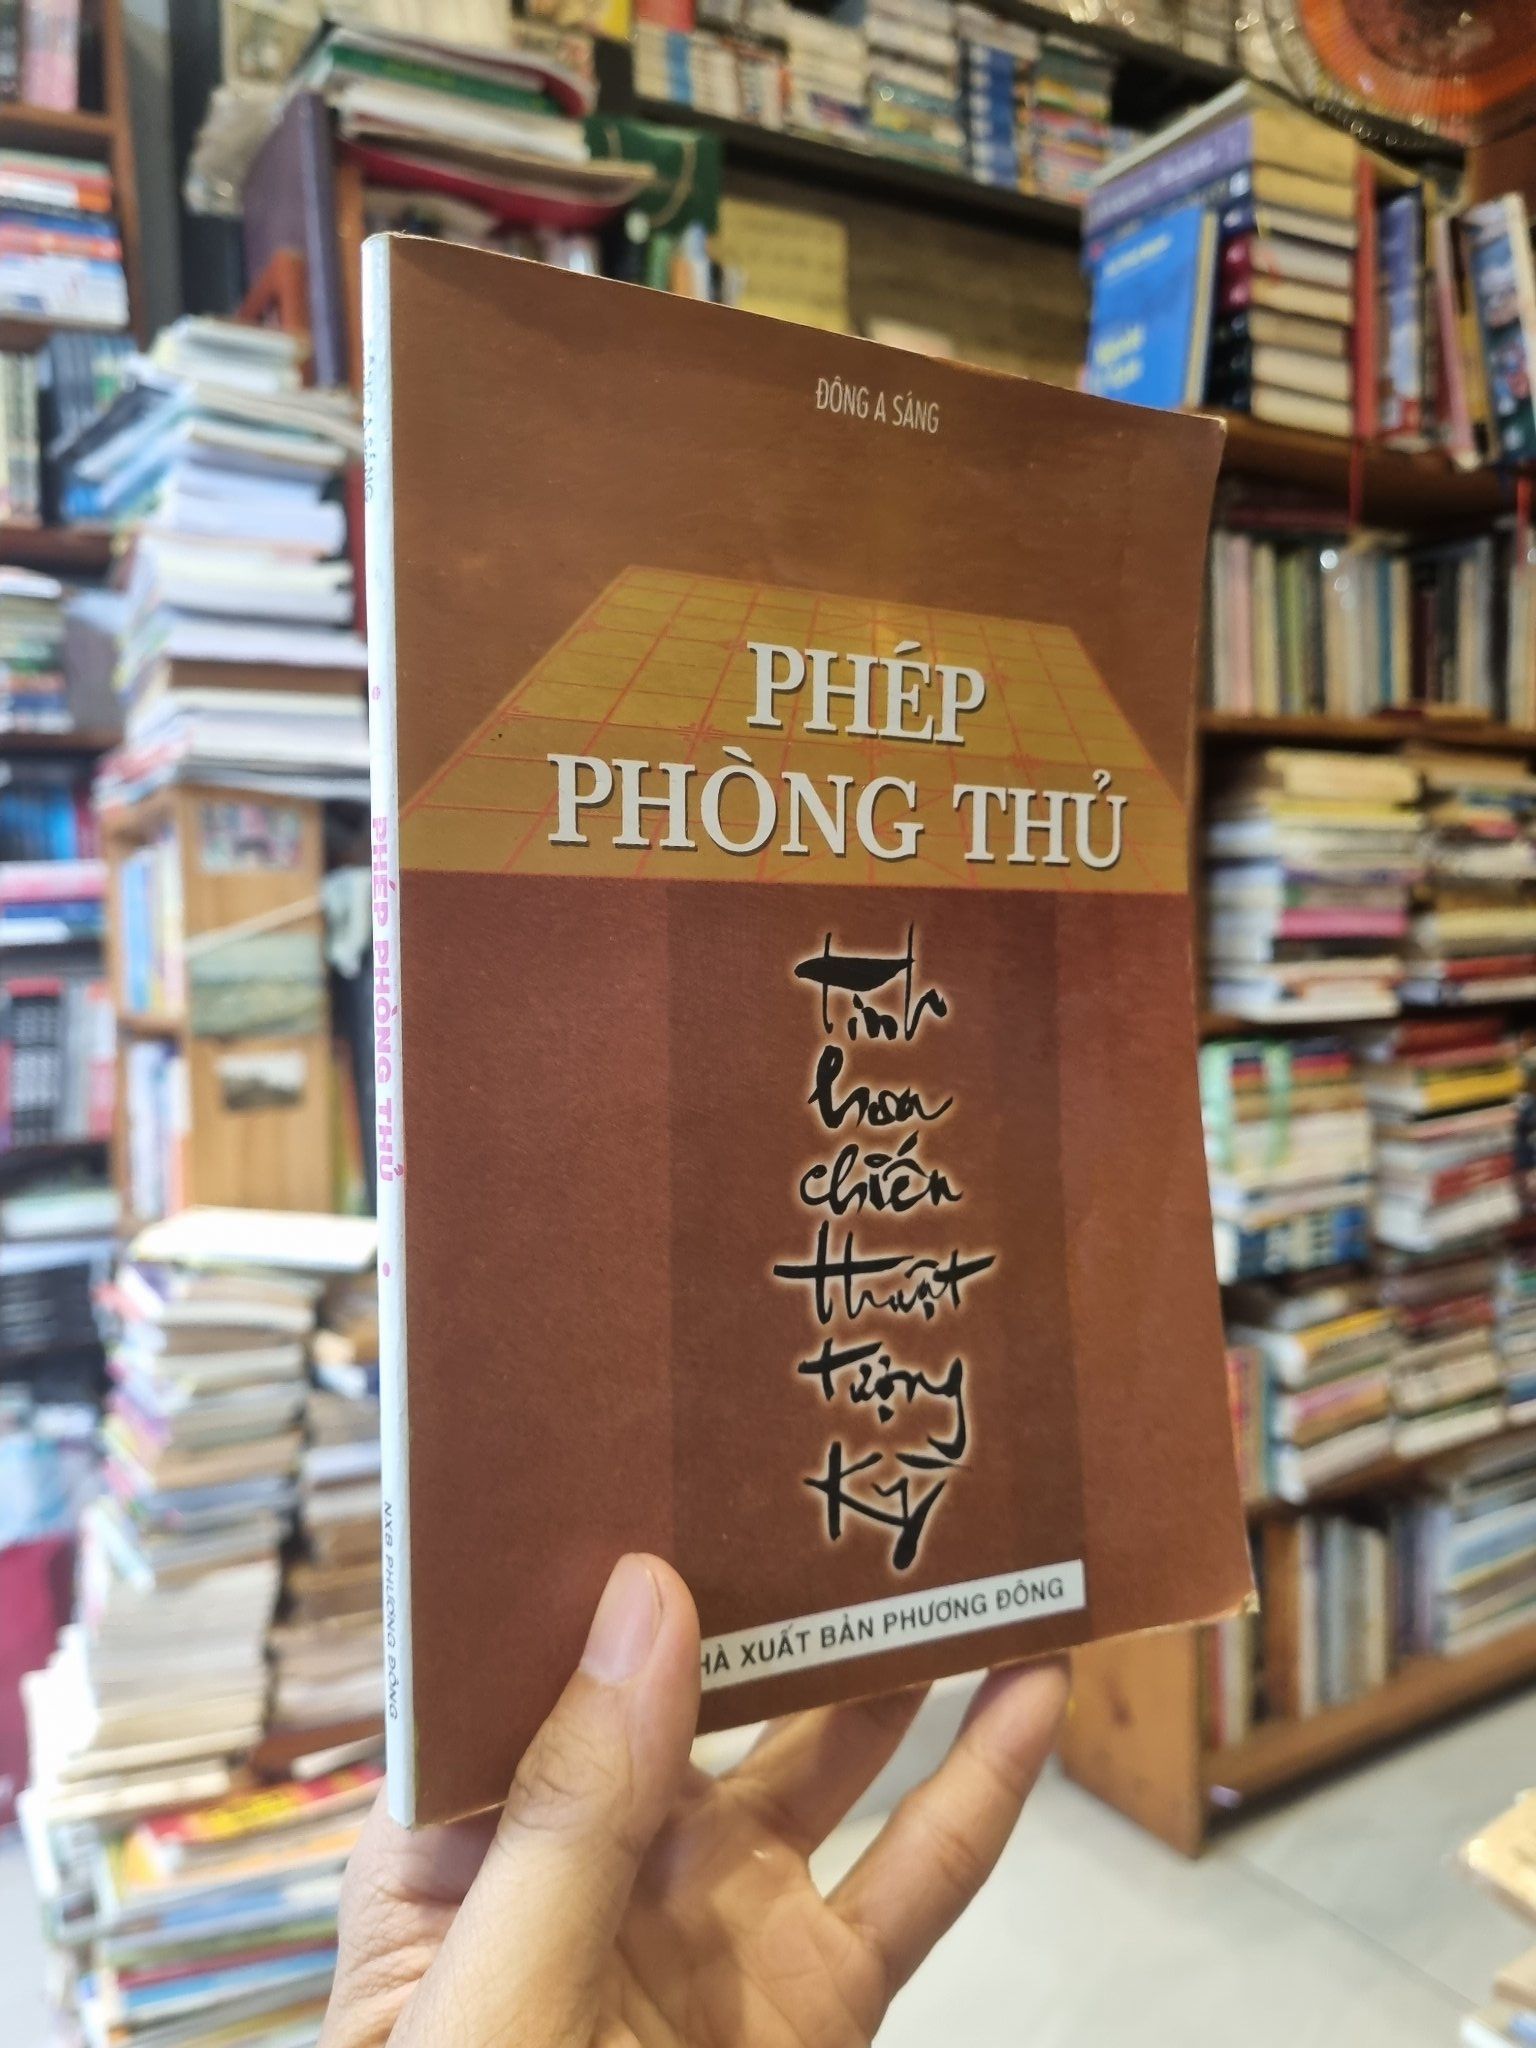 ĐÔNG A SÁNG
PHÉP
PHÒNG THỦ
Tinh
hoa
chiến
thuật
tượng
Kỳ
HÀ XUẤT BẢN PHƯƠNG ĐÔNG
PHÉP PHÒNG THỦ
NXB PHƯƠNG ĐÔNG